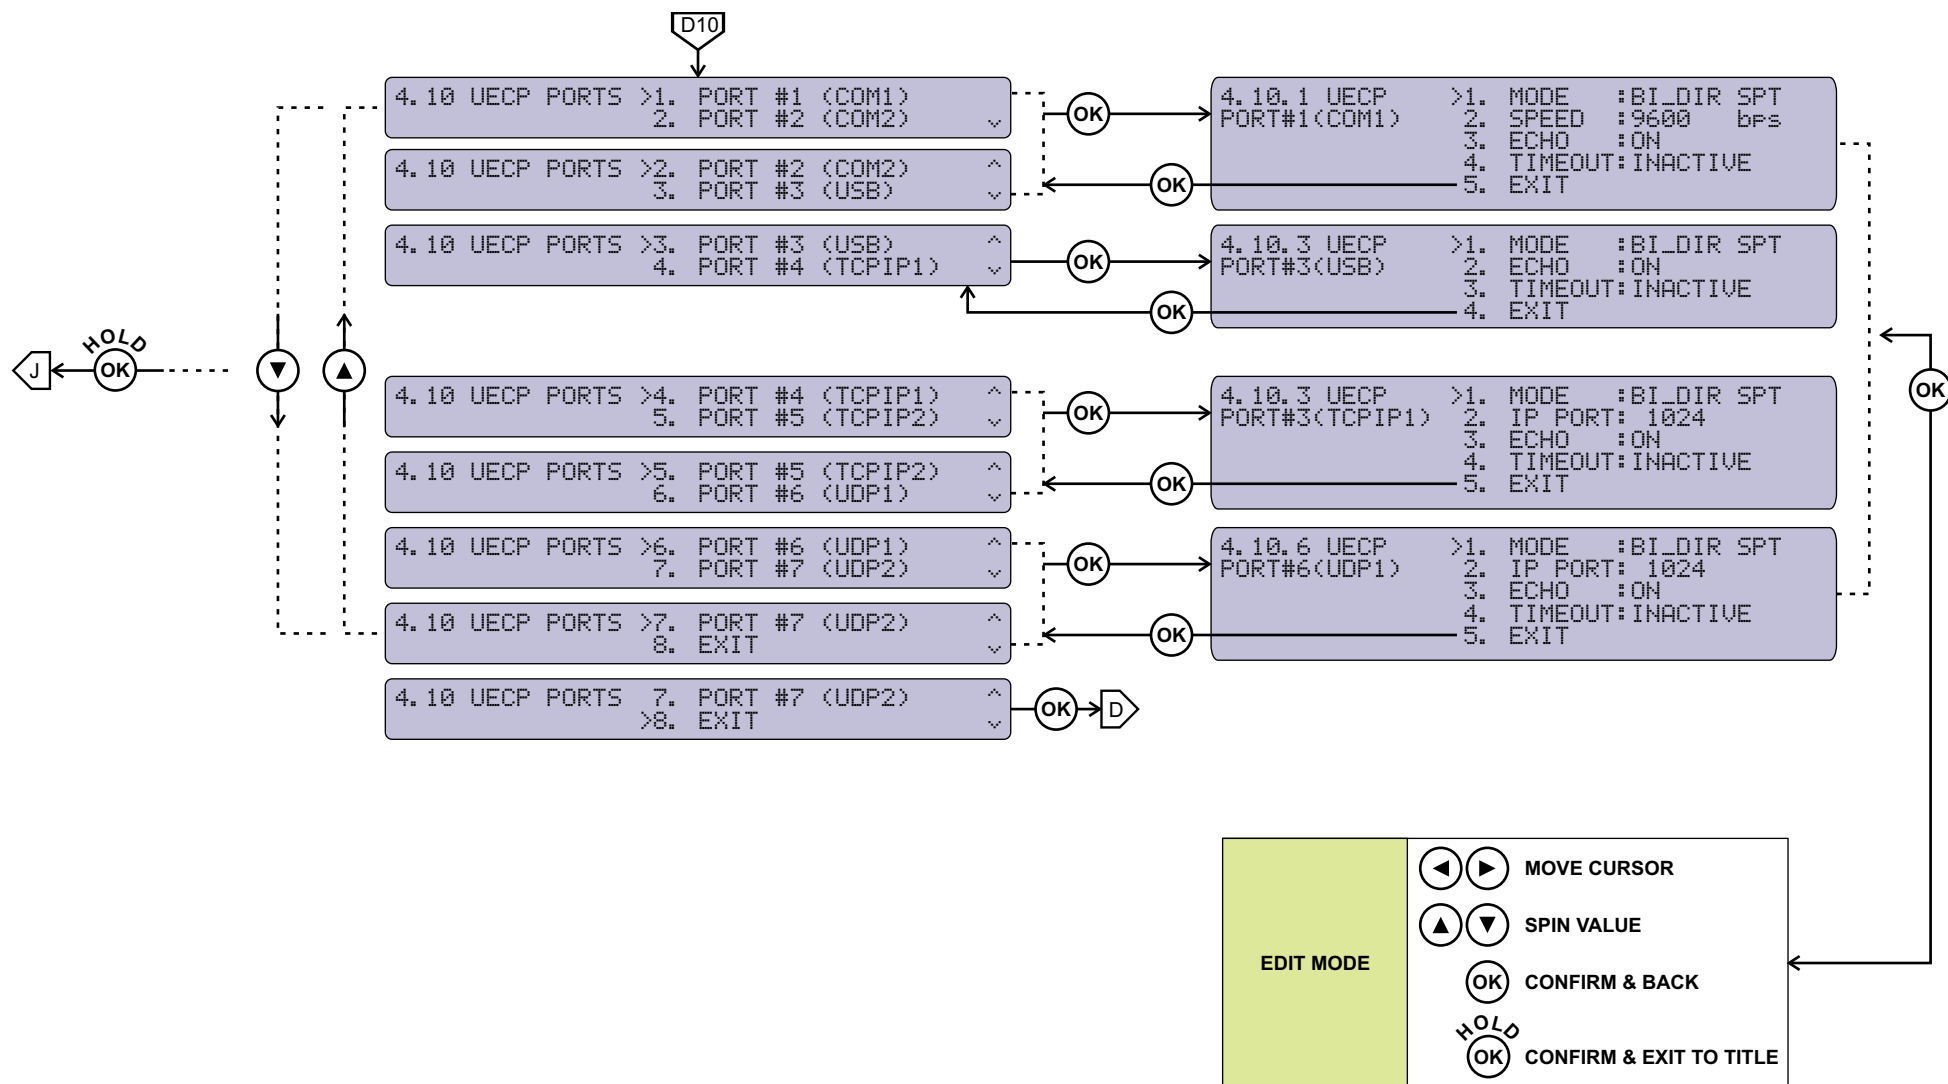 D10
4.10 UECP PORTS >1. PORT #1 (COM1)
2. PORT #2 (COM2)
OK
4.10.1 UECP >1. MODE :BI_DIR SPT
PORT#1(COM1) 2. SPEED :9600 bps
3. ECHO :ON
4. TIMEOUT:INACTIVE
5. EXIT
4.10 UECP PORTS >2. PORT #2 (COM2)
3. PORT #3 (USB)
OK
4.10 UECP PORTS >3. PORT #3 (USB)
4. PORT #4 (TCPIP1)
OK
4.10.3 UECP >1. MODE :BI_DIR SPT
PORT#3(USB) 2. ECHO :ON
3. TIMEOUT:INACTIVE
4. EXIT
OK
HOLD
J
OK
OK
4.10 UECP PORTS >4. PORT #4 (TCPIP1)
5. PORT #5 (TCPIP2)
OK
4.10.3 UECP >1. MODE :BI_DIR SPT
PORT#3(TCPIP1) 2. IP PORT: 1024
3. ECHO :ON
4. TIMEOUT:INACTIVE
5. EXIT
4.10 UECP PORTS >5. PORT #5 (TCPIP2)
6. PORT #6 (UDP1)
OK
4.10 UECP PORTS >6. PORT #6 (UDP1)
7. PORT #7 (UDP2)
OK
4.10.6 UECP >1. MODE :BI_DIR SPT
PORT#6(UDP1) 2. IP PORT: 1024
3. ECHO :ON
4. TIMEOUT:INACTIVE
5. EXIT
4.10 UECP PORTS >7. PORT #7 (UDP2)
8. EXIT
OK
4.10 UECP PORTS 7. PORT #7 (UDP2)
>8. EXIT
OK
D
EDIT MODE
MOVE CURSOR
SPIN VALUE
OK CONFIRM & BACK
HOLD
OK CONFIRM & EXIT TO TITLE